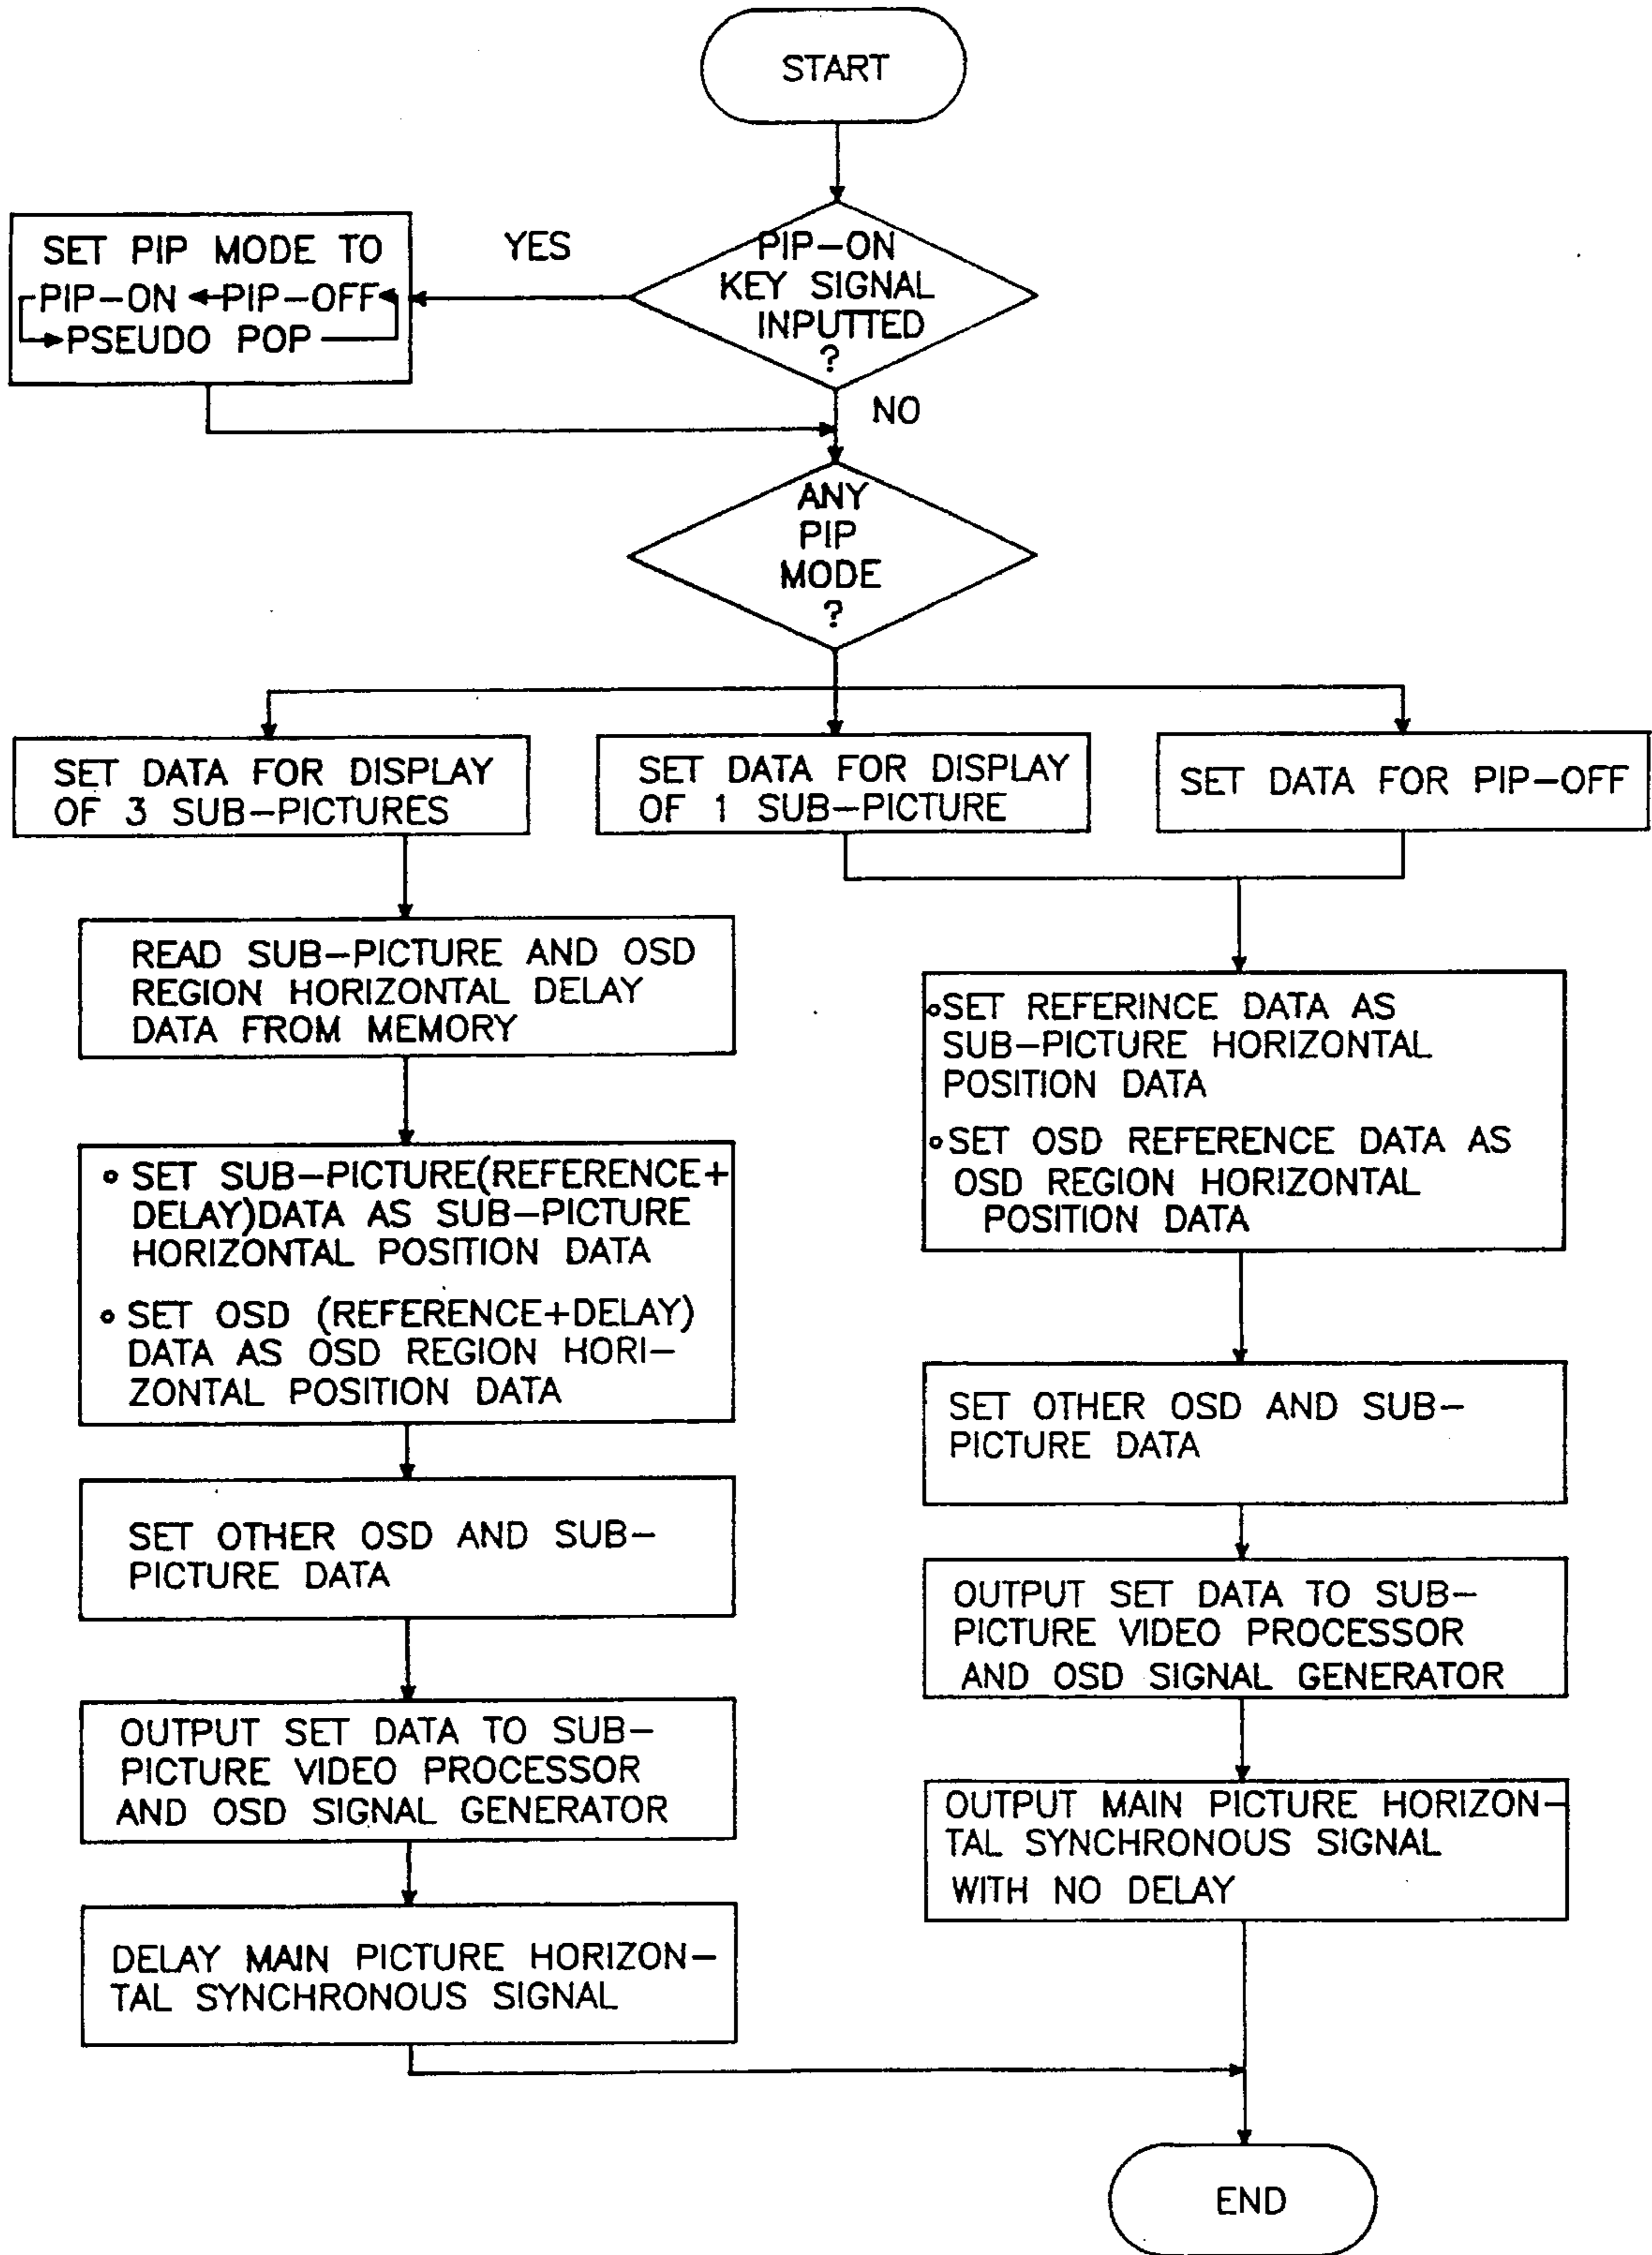 START
PIP-ON
KEY SIGNAL
INPUTTED
?
YES
SET PIP MODE TO
PIP-ON PIP-OFF
PSEUDO POP
NO
ANY
PIP
MODE
?
SET DATA FOR DISPLAY
OF 3 SUB-PICTURES
SET DATA FOR DISPLAY
OF 1 SUB-PICTURE
SET DATA FOR PIP-OFF
READ SUB-PICTURE AND OSD
REGION HORIZONTAL DELAY
DATA FROM MEMORY
SET SUB-PICTURE(REFERENCE+
DELAY)DATA AS SUB-PICTURE
HORIZONTAL POSITION DATA
SET OSD (REFERENCE+DELAY)
DATA AS OSD REGION HORI-
ZONTAL POSITION DATA
SET OTHER OSD AND SUB-
PICTURE DATA
OUTPUT SET DATA TO SUB-
PICTURE VIDEO PROCESSOR
AND OSD SIGNAL GENERATOR
DELAY MAIN PICTURE HORIZON-
TAL SYNCHRONOUS SIGNAL
SET REFERINCE DATA AS
SUB-PICTURE HORIZONTAL
POSITION DATA
SET OSD REFERENCE DATA AS
OSD REGION HORIZONTAL
POSITION DATA
SET OTHER OSD AND SUB-
PICTURE DATA
OUTPUT SET DATA TO SUB-
PICTURE VIDEO PROCESSOR
AND OSD SIGNAL GENERATOR
OUTPUT MAIN PICTURE HORIZON-
TAL SYNCHRONOUS SIGNAL
WITH NO DELAY
END